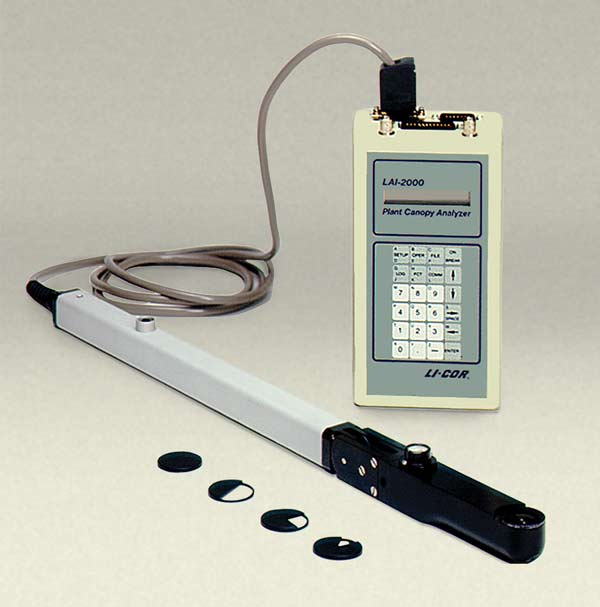 LAI-2000
Plant Canopy Analyzer
SETUP OPER FILE ON
BREAK
LOG FCT COMM
7 8 9
4 5 6
SPACE
1 2 3
0 . – ENTER
LI-COR